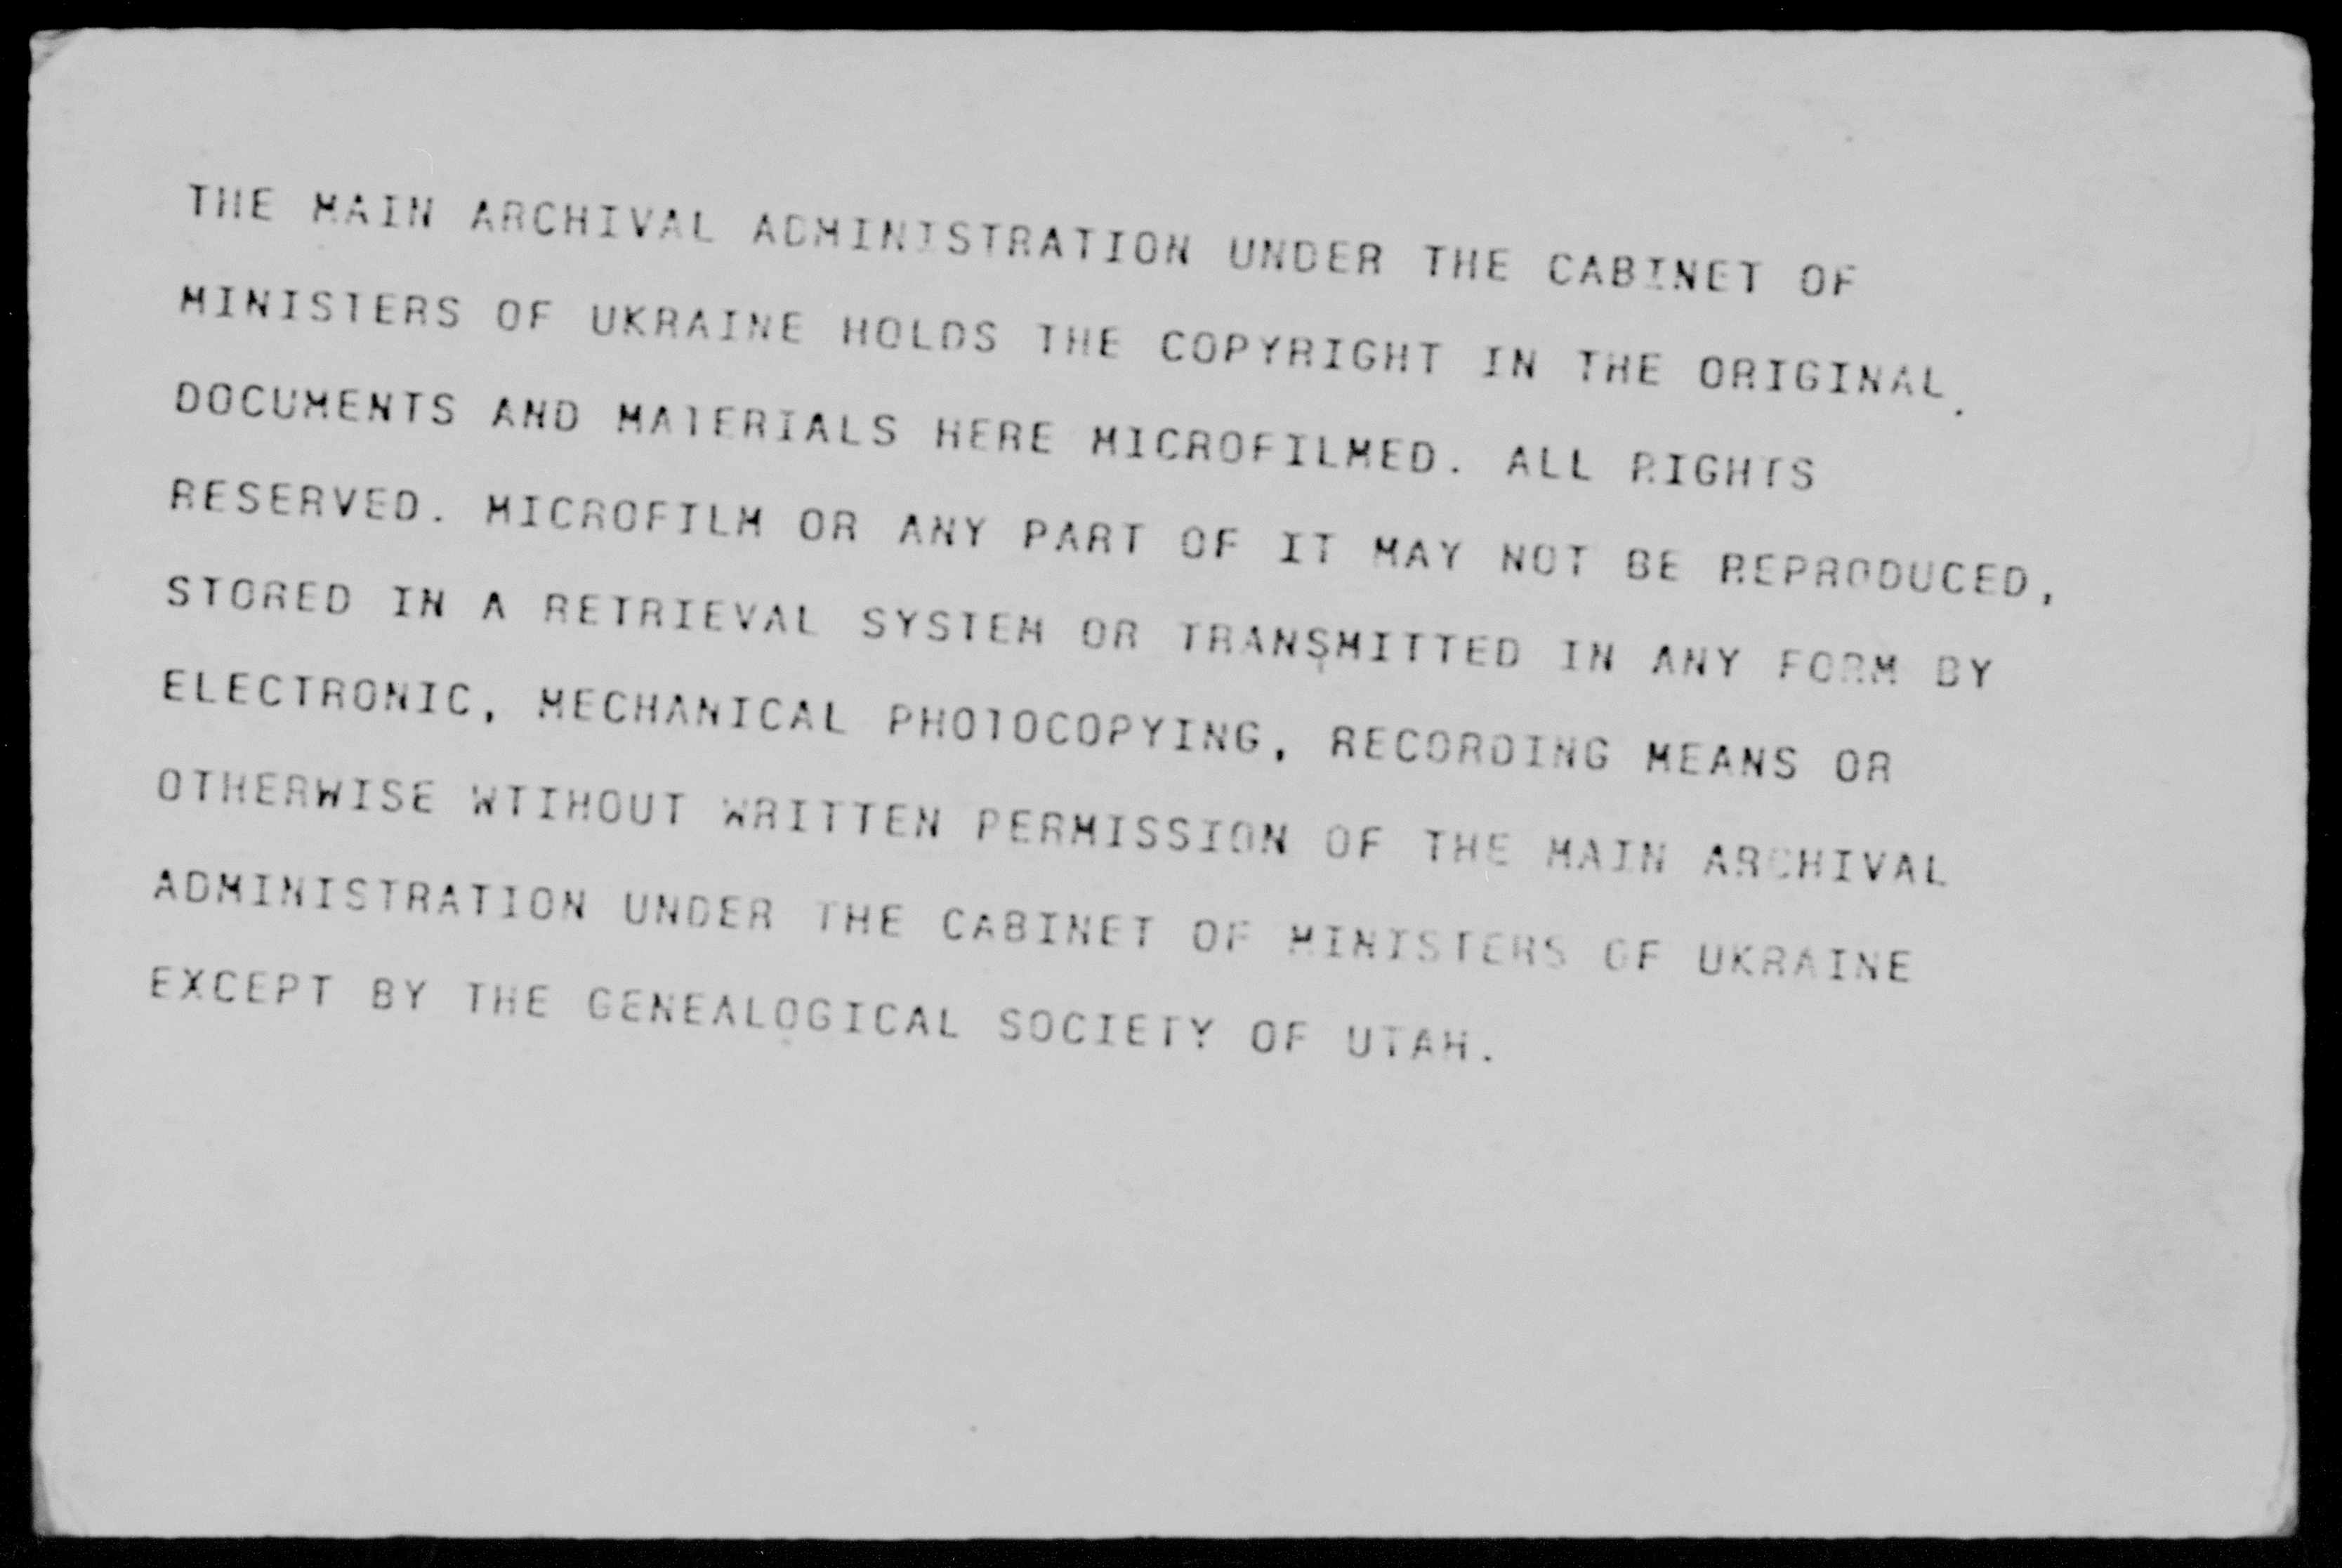 THE MAIN ARCHIVAL ADMINISTRATION UNDER THE CABINET OF
MINISTERS OF UKRAINE HOLDS THE COPYRIGHT IN THE ORIGINAL.
DOCUMENTS AND MATERIALS HERE MICROFILMED. ALL RIGHTS
RESERVED. MICROFILM OR ANY PART OF IT MAY NOT BE REPRODUCED,
STORED IN A RETRIEVAL SYSTEM OR TRANSMITTED IN ANY FORM BY
ELECTRONIC, MECHANICAL PHOTOCOPYING, RECORDING MEANS OR
OTHERWISE WTIHOUT WRITTEN PERMISSION OF THE MAIN ARCHIVAL
ADMINISTRATION UNDER THE CABINET OF MINISTERS OF UKRAINE
EXCEPT BY THE GENEALOGICAL SOCIETY OF UTAH.